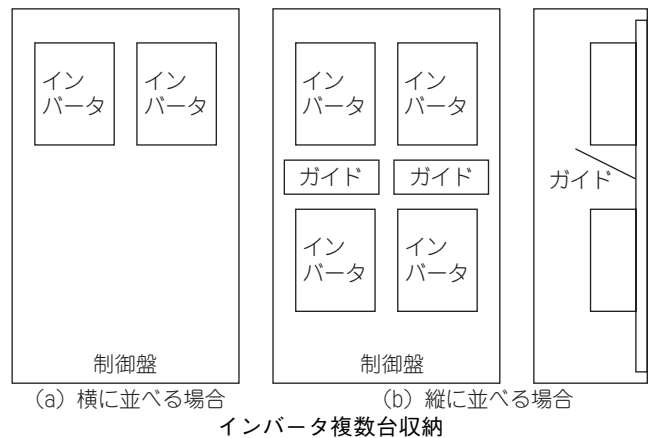 イン
バータ
イン
バータ
イン
バータ
イン
バータ
ガイド
ガイド
ガイド
イン
バータ
イン
バータ
制御盤
制御盤
(a) 横に並べる場合
(b) 縦に並べる場合
インバータ複数台収納